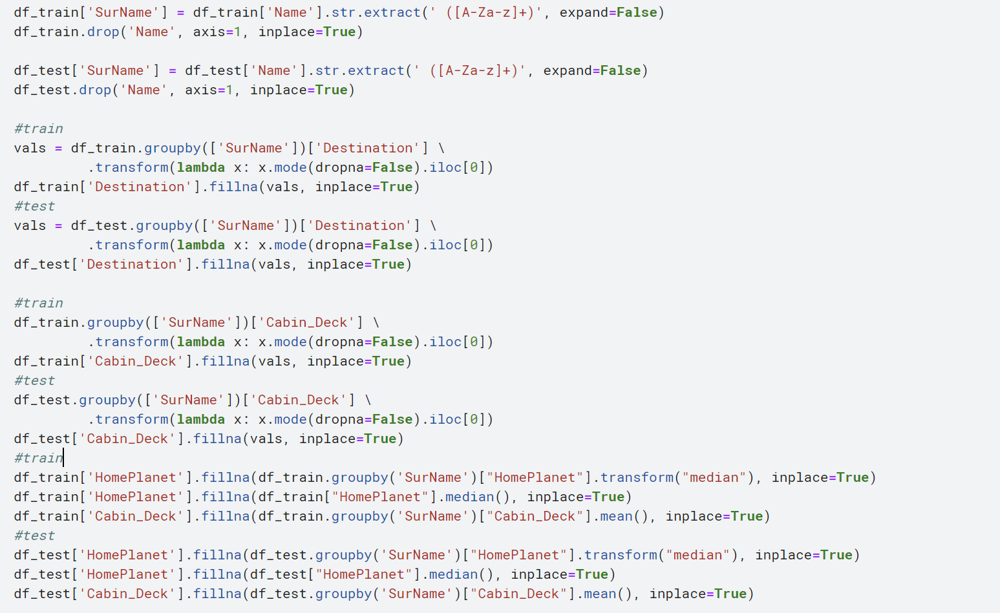 df_train['SurName'] = df_train['Name'].str.extract(' ([A-Za-z]+)', expand=False)
df_train.drop('Name', axis=1, inplace=True)

df_test['SurName'] = df_test['Name'].str.extract(' ([A-Za-z]+)', expand=False)
df_test.drop('Name', axis=1, inplace=True)

#train
vals = df_train.groupby(['SurName'])['Destination'] \
         .transform(lambda x: x.mode(dropna=False).iloc[0])
df_train['Destination'].fillna(vals, inplace=True)
#test
vals = df_test.groupby(['SurName'])['Destination'] \
         .transform(lambda x: x.mode(dropna=False).iloc[0])
df_test['Destination'].fillna(vals, inplace=True)

#train
df_train.groupby(['SurName'])['Cabin_Deck'] \
         .transform(lambda x: x.mode(dropna=False).iloc[0])
df_train['Cabin_Deck'].fillna(vals, inplace=True)
#test
df_test.groupby(['SurName'])['Cabin_Deck'] \
         .transform(lambda x: x.mode(dropna=False).iloc[0])
df_test['Cabin_Deck'].fillna(vals, inplace=True)
#train
df_train['HomePlanet'].fillna(df_train.groupby('SurName')["HomePlanet"].transform("median"), inplace=True)
df_train['HomePlanet'].fillna(df_train["HomePlanet"].median(), inplace=True)
df_train['Cabin_Deck'].fillna(df_train.groupby('SurName')["Cabin_Deck"].mean(), inplace=True)
#test
df_test['HomePlanet'].fillna(df_test.groupby('SurName')["HomePlanet"].transform("median"), inplace=True)
df_test['HomePlanet'].fillna(df_test["HomePlanet"].median(), inplace=True)
df_test['Cabin_Deck'].fillna(df_test.groupby('SurName')["Cabin_Deck"].mean(), inplace=True)